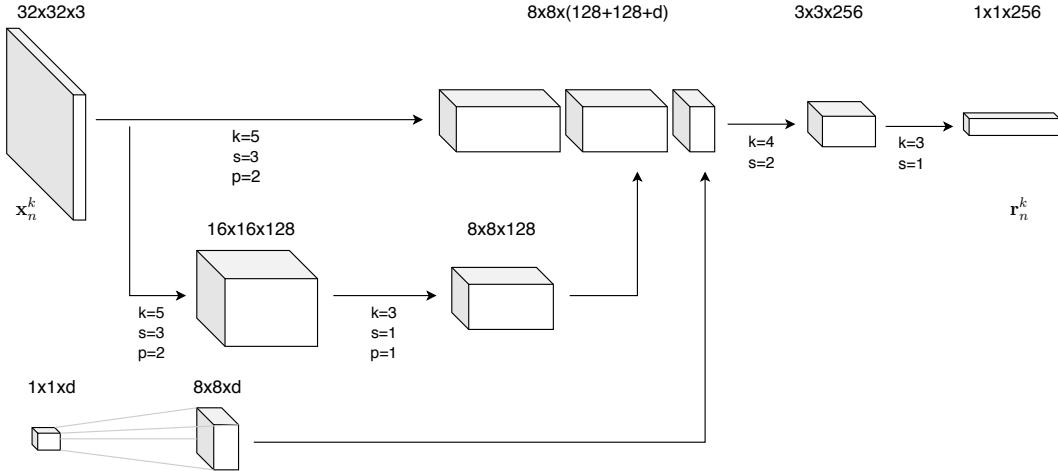 32x32x3
8x8x(128+128+d)
3x3x256
1x1x256
k=5
s=3
p=2
k=4
s=2
k=3
s=1
x_n^k
r_n^k
16x16x128
8x8x128
k=5
s=3
p=2
k=3
s=1
p=1
1x1xd
8x8xd